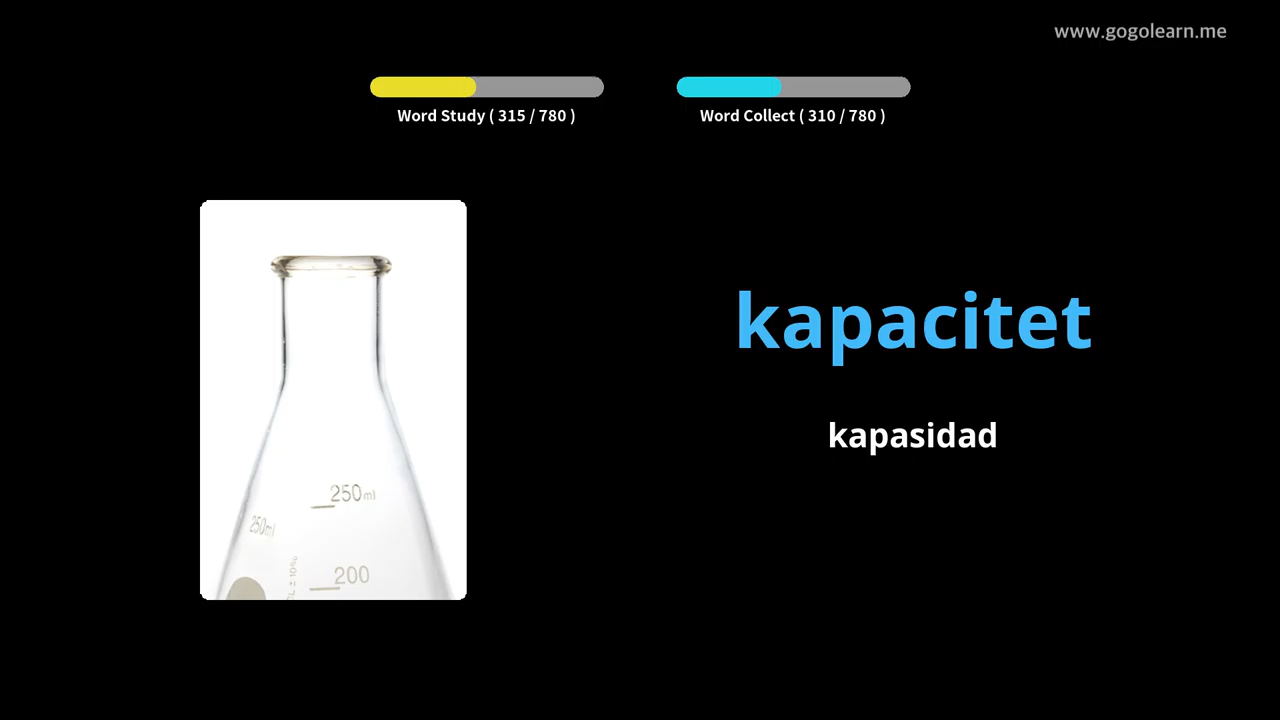 www.gogolearn.me
Word Study ( 315 / 780 )
Word Collect ( 310 / 780 )
kapacitet
kapasidad
250ml
250ml
200